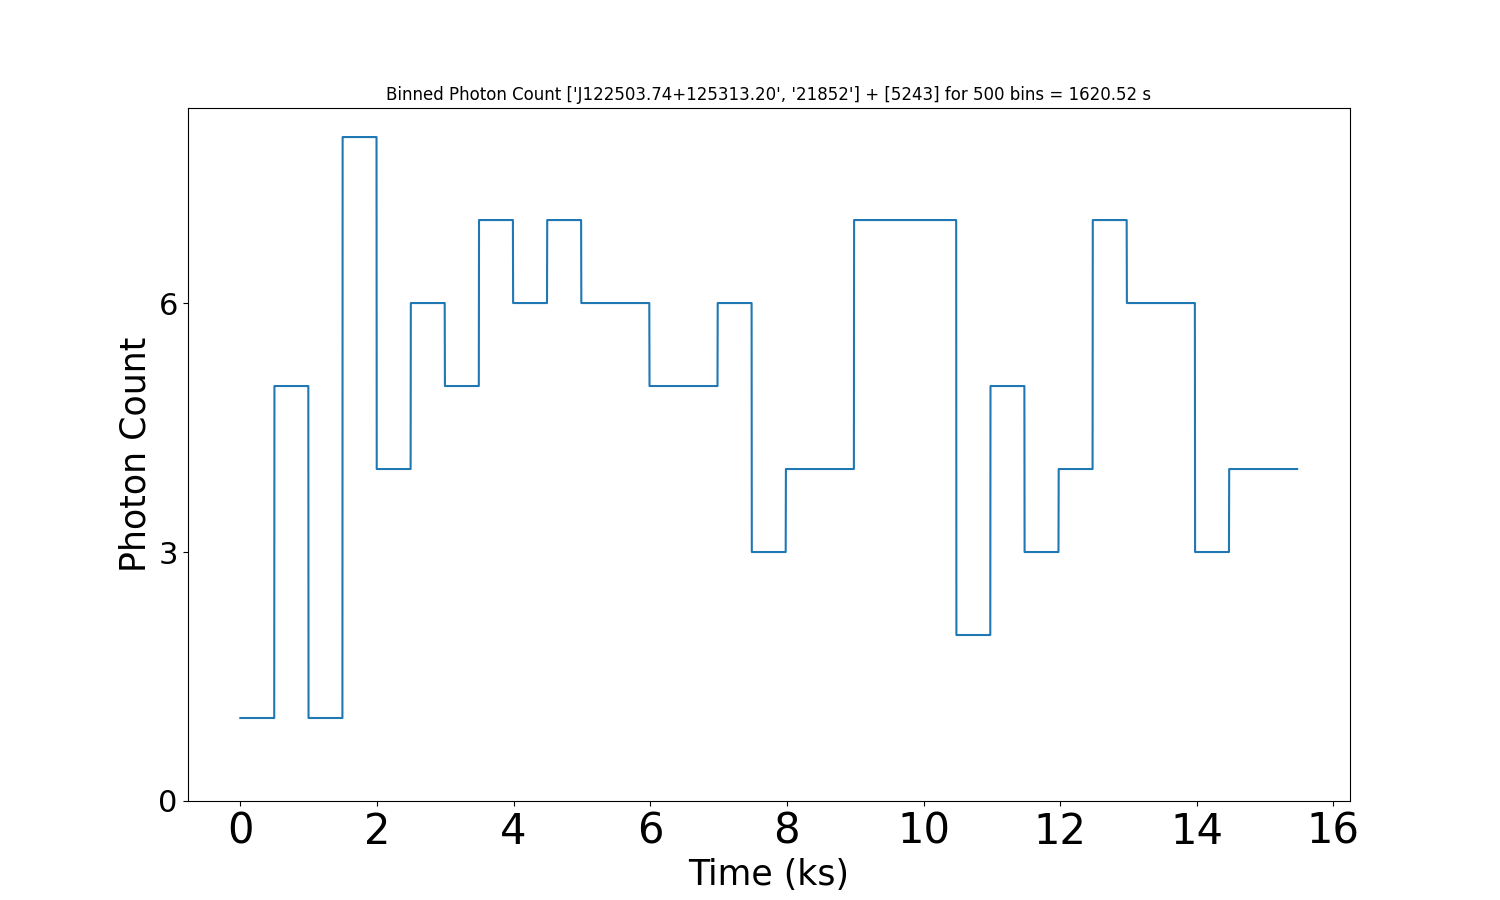 Binned Photon Count ['J122503.74+125313.20', '21852'] + [5243] for 500 bins = 1620.52 s
Photon Count
6
3
0
0 2 4 6 8 10 12 14 16
Time (ks)